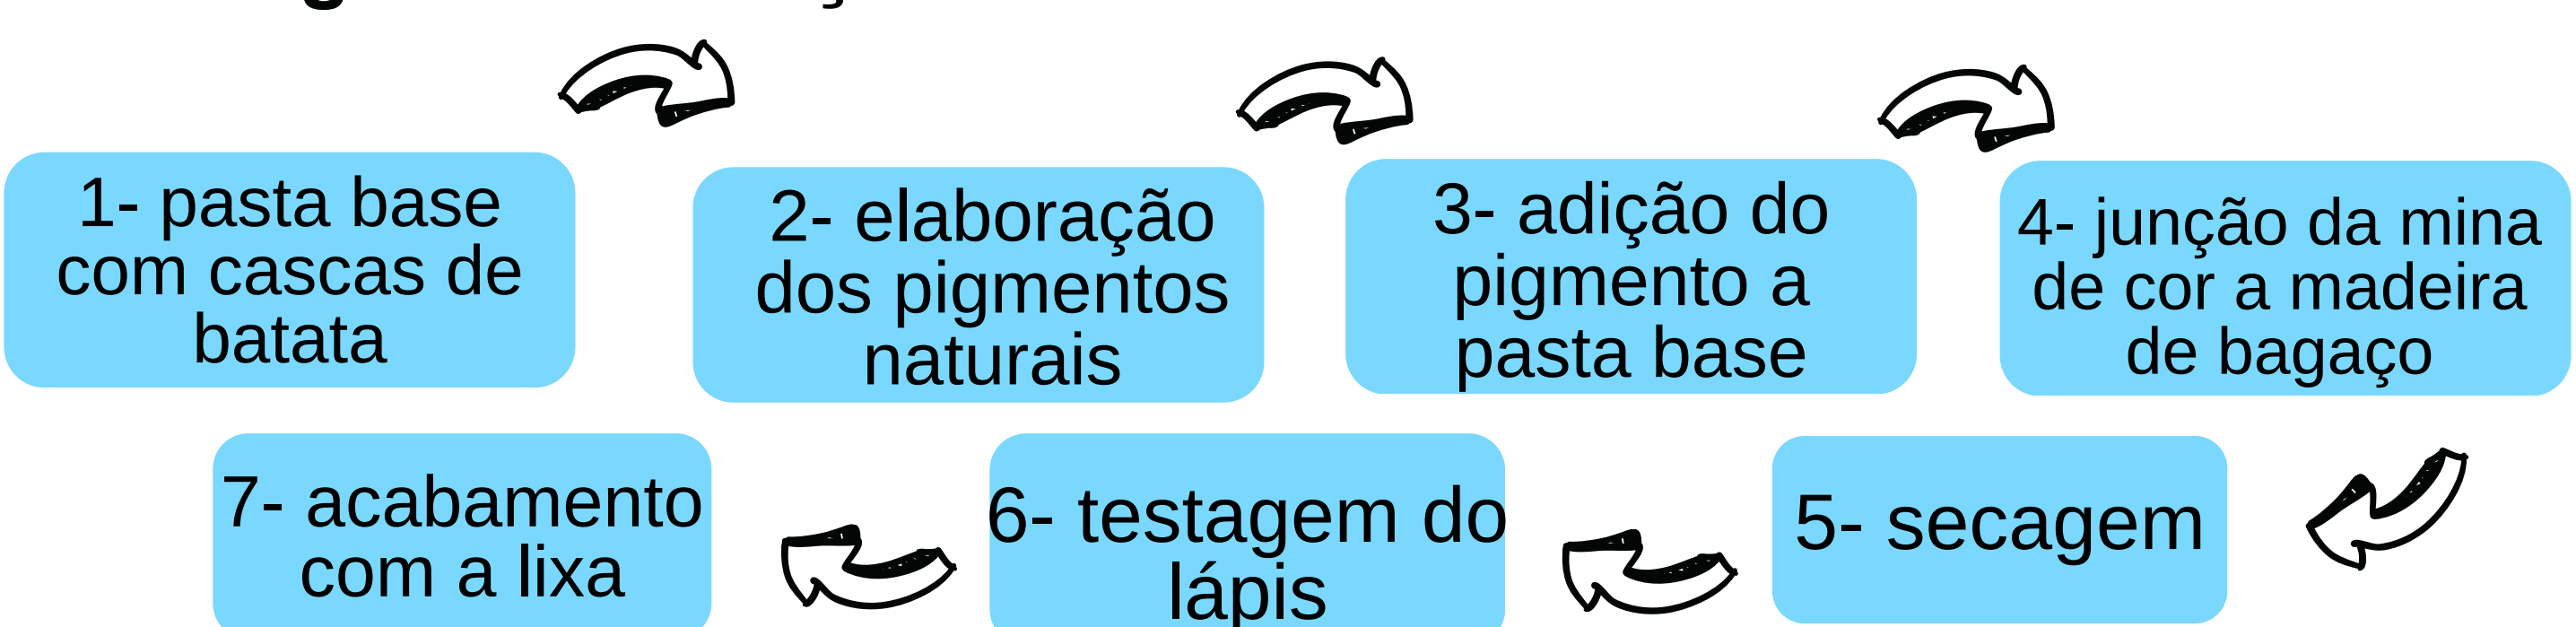 1- pasta base
com cascas de
batata
2- elaboração
dos pigmentos
naturais
3- adição do
pigmento a
pasta base
4- junção da mina
de cor a madeira
de bagaço
5- secagem
6- testagem do
lápis
7- acabamento
com a lixa